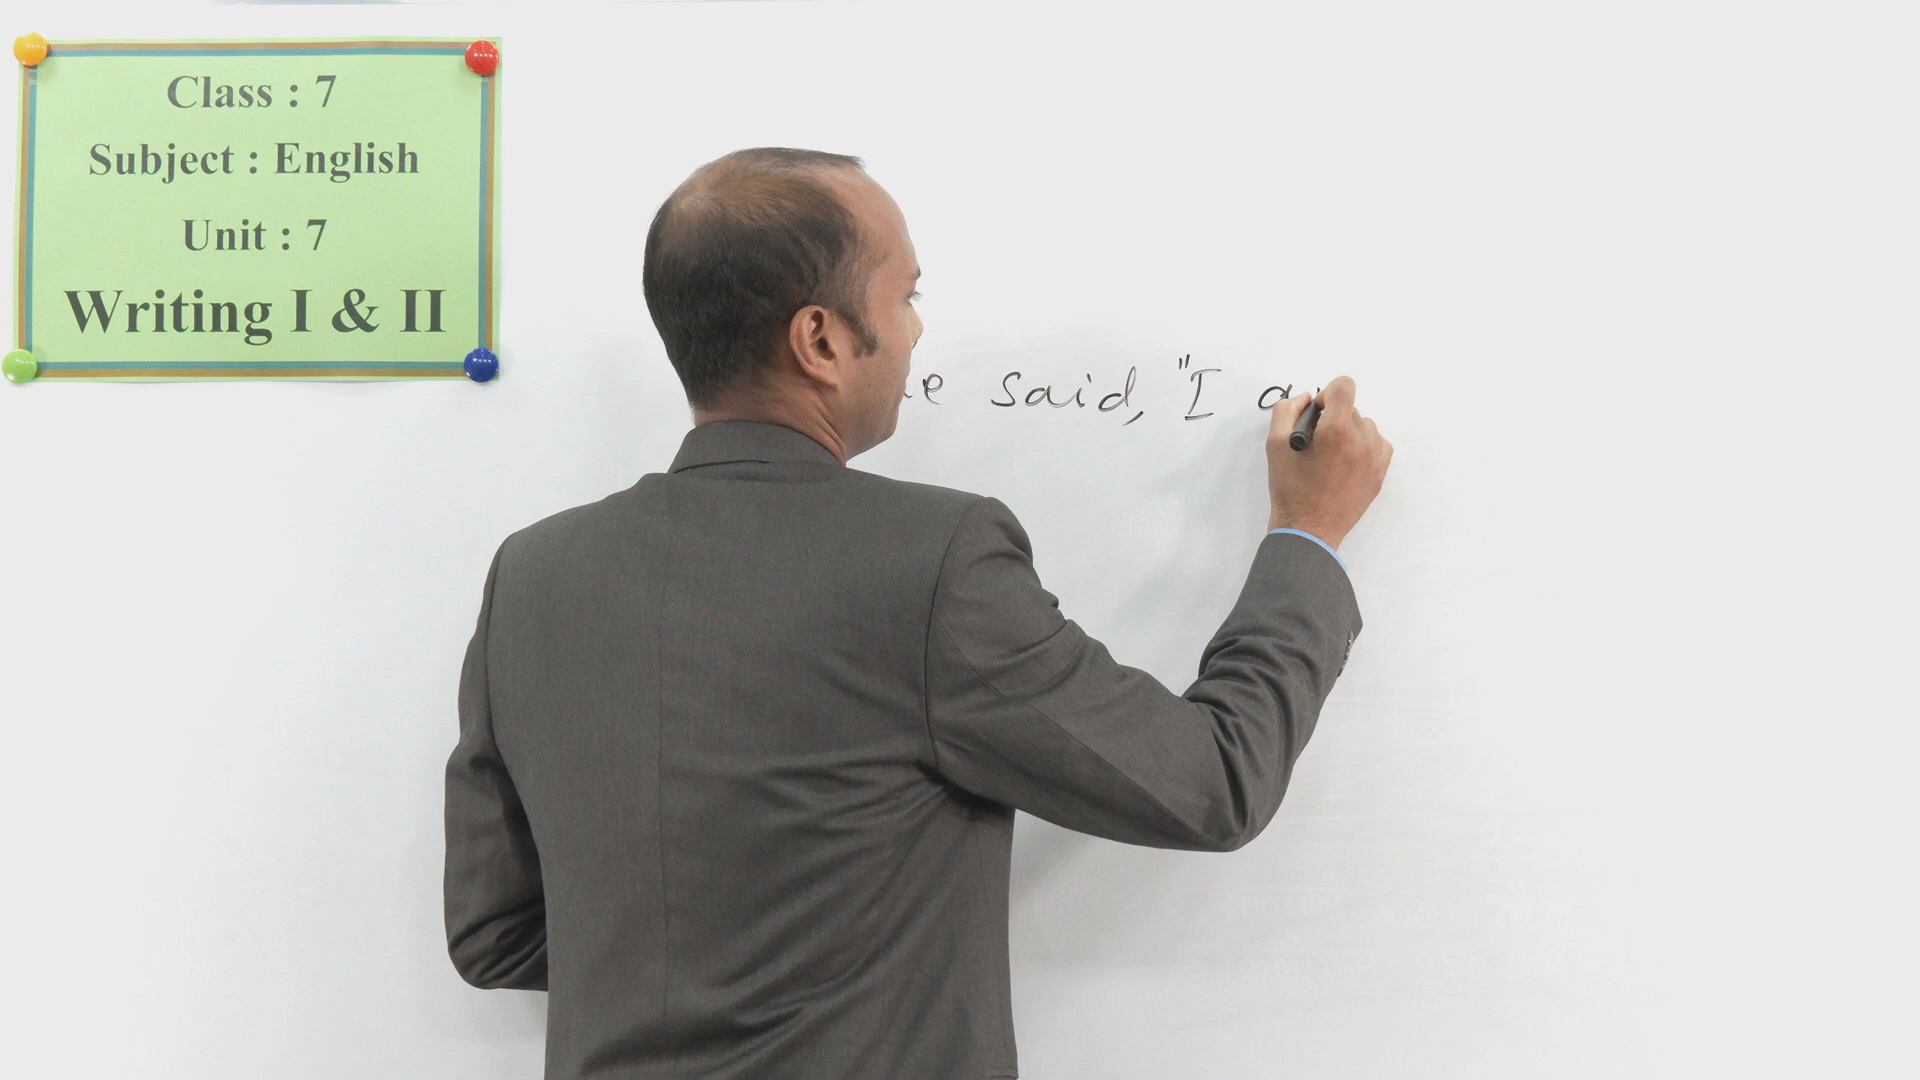 Class : 7
Subject : English
Unit : 7
Writing I & II
said, "I